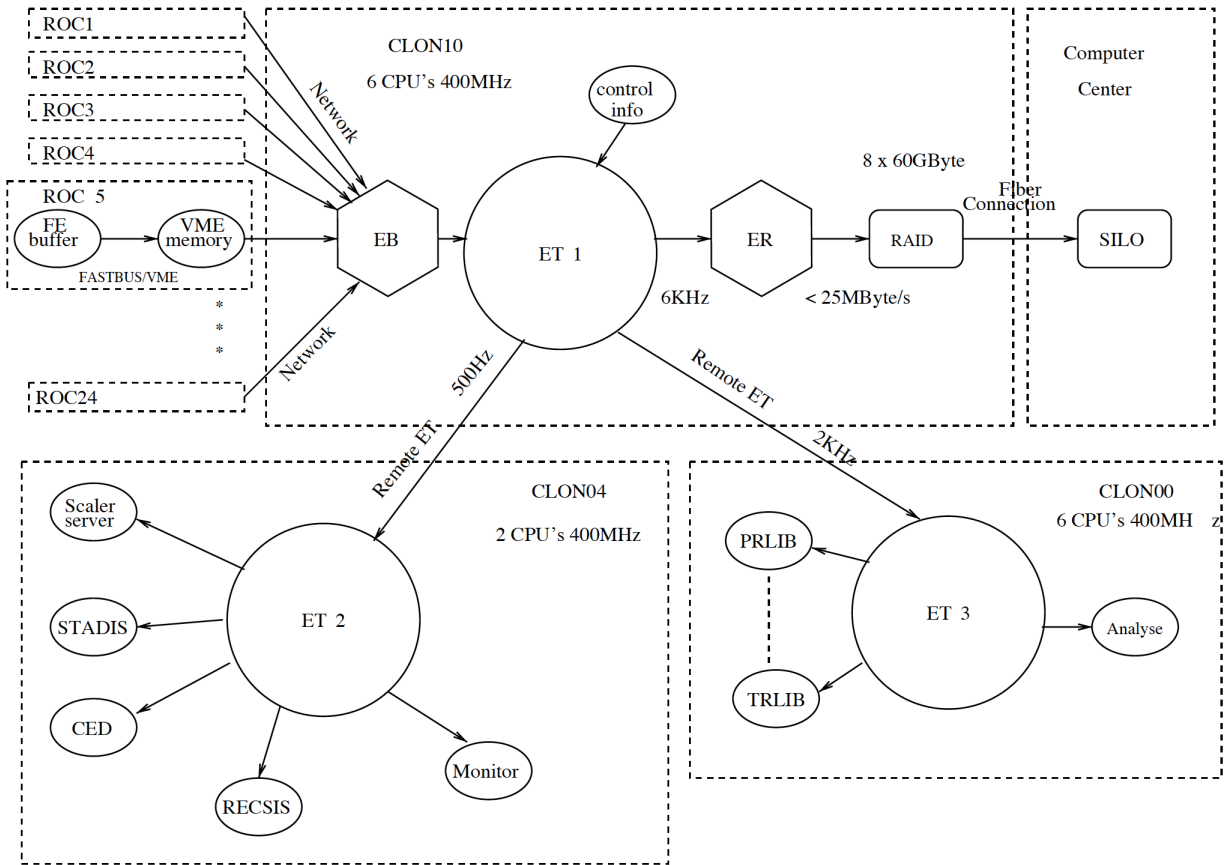 ROC1
ROC2
ROC3
ROC4
ROC 5
FE
buffer
VME
memory
FASTBUS/VME
*
*
*
ROC24
Network
Network
CLON10
6 CPU's 400MHz
control
info
EB
ET 1
ER
6KHz
< 25MByte/s
8 x 60GByte
RAID
Fiber
Connection
Computer
Center
SILO
500Hz
Remote ET
Remote ET
2KHz
CLON04
2 CPU's 400MHz
Scaler
server
STADIS
CED
RECSIS
Monitor
ET 2
CLON00
6 CPU's 400MH z
PRLIB
TRLIB
ET 3
Analyse